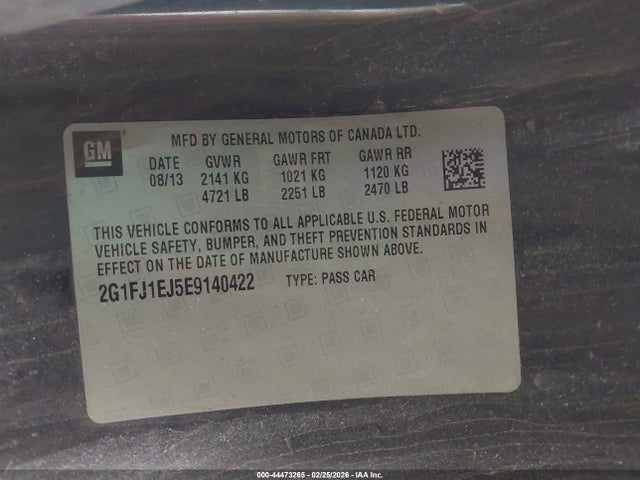 GM
MFD BY GENERAL MOTORS OF CANADA LTD.
DATE GVWR GAWR FRT GAWR RR
08/13 2141 KG 1021 KG 1120 KG
4721 LB 2251 LB 2470 LB
THIS VEHICLE CONFORMS TO ALL APPLICABLE U.S. FEDERAL MOTOR
VEHICLE SAFETY, BUMPER, AND THEFT PREVENTION STANDARDS IN
EFFECT ON THE DATE OF MANUFACTURE SHOWN ABOVE.
2G1FJ1EJ5E9140422 TYPE: PASS CAR
000-44473265 - 02/25/2026 - IAA Inc.